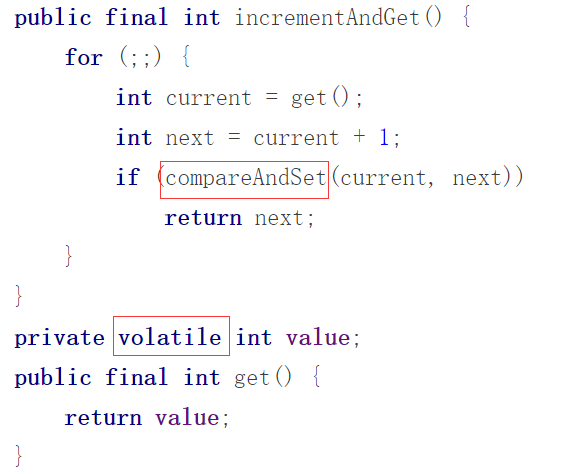 public final int incrementAndGet() {
    for (;;) {
        int current = get();
        int next = current + 1;
        if (compareAndSet(current, next))
            return next;
    }
}
private volatile int value;
public final int get() {
    return value;
}